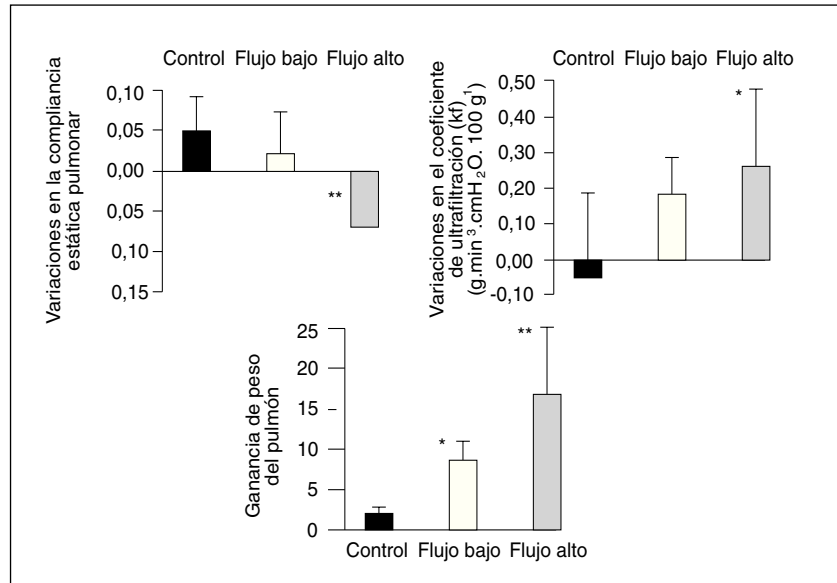 Control Flujo bajo Flujo alto
Variaciones en la compliancia
estática pulmonar
0,10
0,05
0,00
0,05
0,10
0,15
**
Control Flujo bajo Flujo alto
Variaciones en el coeficiente
de ultrafiltración (kf)
(g.min³.cmH₂O. 100 g¹)¹
0,50
0,40
0,30
0,20
0,10
0,00
-0,10
*
Ganancia de peso
del pulmón
25
20
15
10
5
0
*
**
Control Flujo bajo Flujo alto